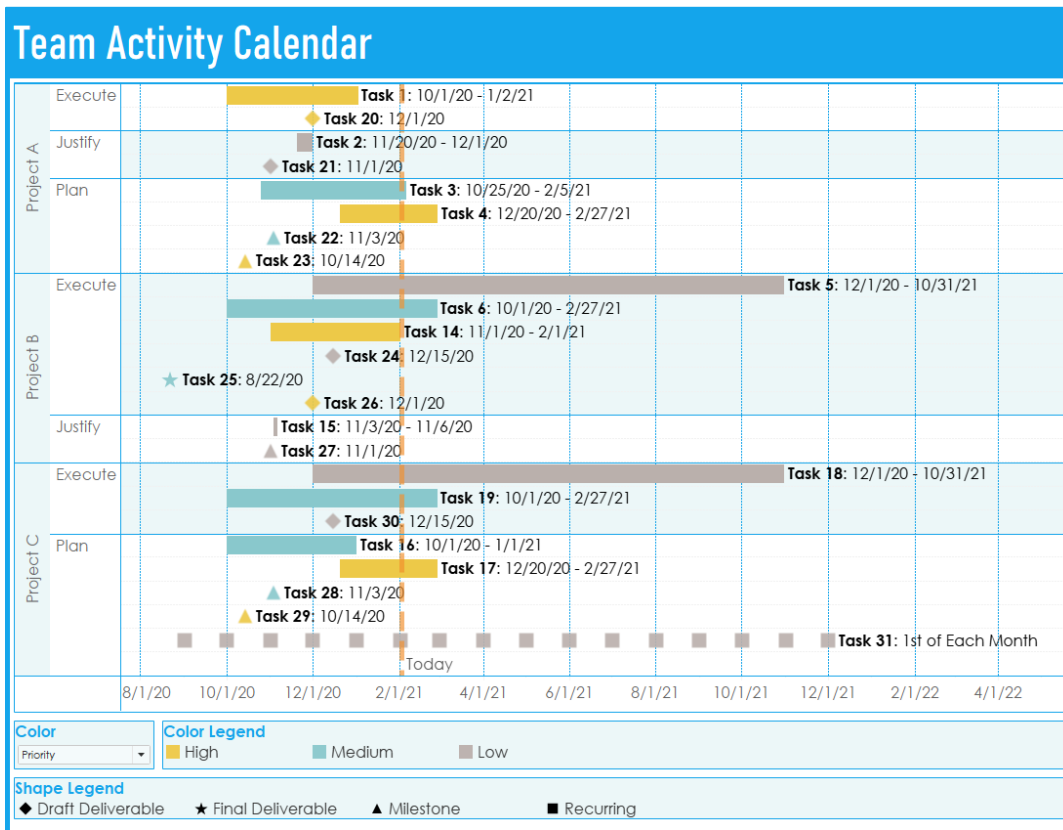 Team Activity Calendar
Project A
Execute
Task 1: 10/1/20 - 1/2/21
Task 20: 12/1/20
Justify
Task 2: 11/20/20 - 12/1/20
Task 21: 11/1/20
Plan
Task 3: 10/25/20 - 2/5/21
Task 4: 12/20/20 - 2/27/21
Task 22: 11/3/20
Task 23: 10/14/20
Project B
Execute
Task 5: 12/1/20 - 10/31/21
Task 6: 10/1/20 - 2/27/21
Task 14: 11/1/20 - 2/1/21
Task 24: 12/15/20
Task 25: 8/22/20
Task 26: 12/1/20
Justify
Task 15: 11/3/20 - 11/6/20
Task 27: 11/1/20
Project C
Execute
Task 18: 12/1/20 - 10/31/21
Task 19: 10/1/20 - 2/27/21
Task 30: 12/15/20
Plan
Task 16: 10/1/20 - 1/1/21
Task 17: 12/20/20 - 2/27/21
Task 28: 11/3/20
Task 29: 10/14/20
Task 31: 1st of Each Month
Today
8/1/20 10/1/20 12/1/20 2/1/21 4/1/21 6/1/21 8/1/21 10/1/21 12/1/21 2/1/22 4/1/22
Color
Priority
Color Legend
High Medium Low
Shape Legend
Draft Deliverable Final Deliverable Milestone Recurring